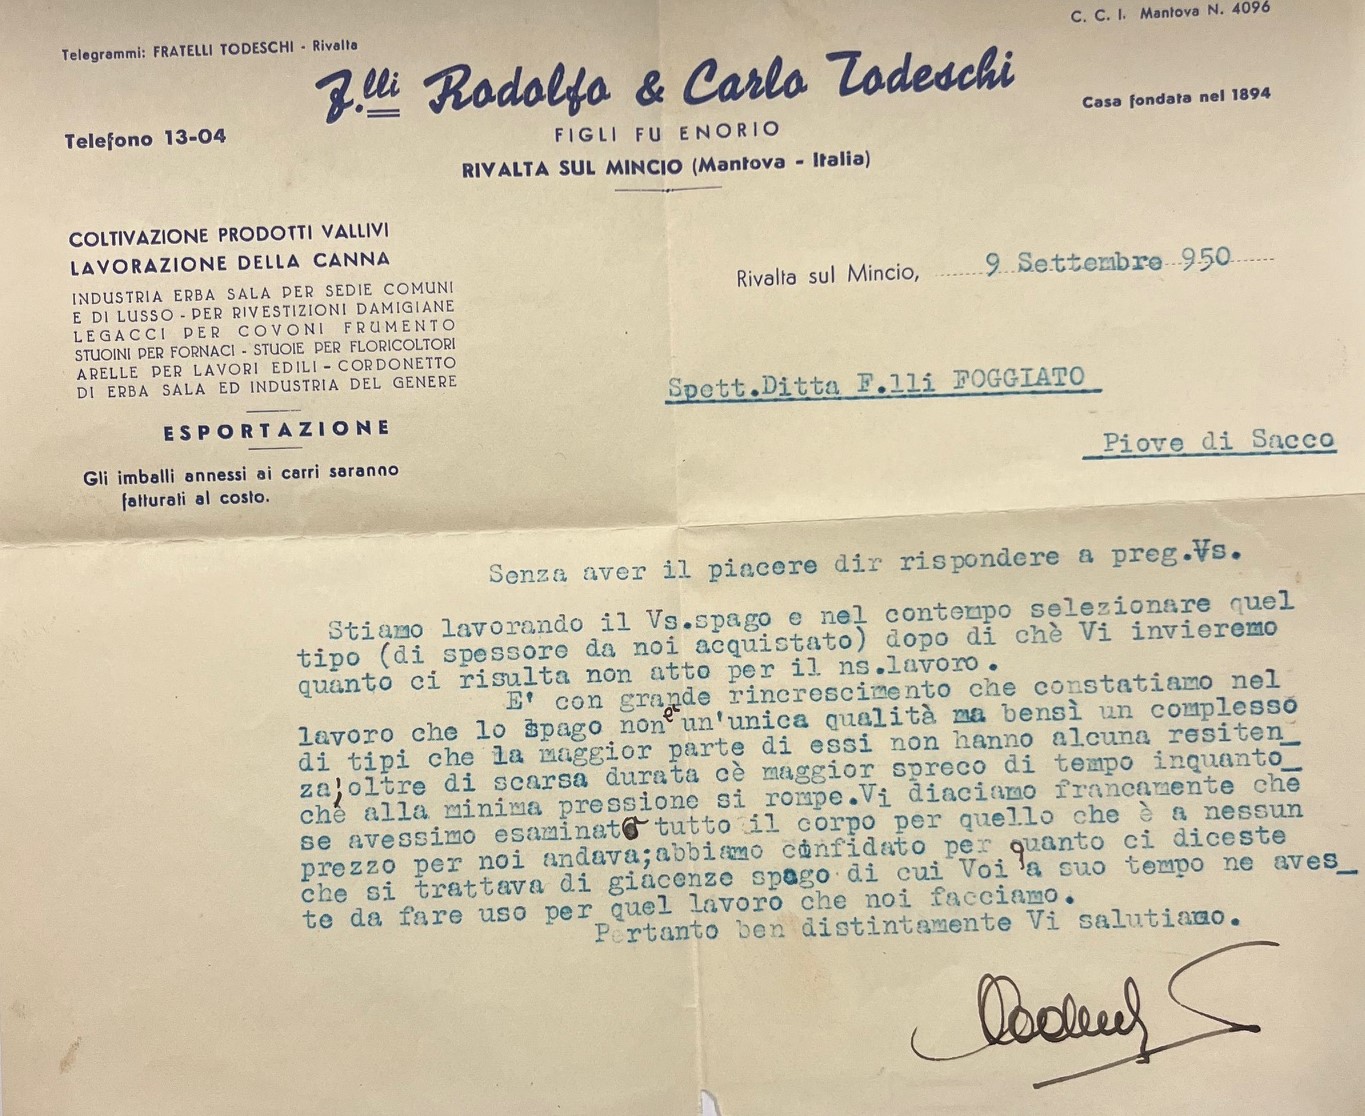 C. C. I. Mantova N. 4096
Telegrammi: FRATELLI TODESCHI - Rivalta
F.lli Rodolfo & Carlo Todeschi
Casa fondata nel 1894
Telefono 13-04
FIGLI FU ENORIO
RIVALTA SUL MINCIO (Mantova - Italia)
COLTIVAZIONE PRODOTTI VALLIVI
LAVORAZIONE DELLA CANNA
INDUSTRIA ERBA SALA PER SEDIE COMUNI
E DI LUSSO - PER RIVESTIZIONI DAMIGIANE
LEGACCI PER COVONI FRUMENTO
STUOINI PER FORNACI - STUOIE PER FLORICOLTORI
ARELLE PER LAVORI EDILI - CORDONETTO
DI ERBA SALA ED INDUSTRIA DEL GENERE
ESPORTAZIONE
Gli imballi annessi ai carri saranno
fatturati al costo.
Rivalta sul Mincio, 9 Settembre 950
Spett.Ditta F.lli FOGGIATO
Piove di Sacco
Senza aver il piacere dir rispondere a preg.Vs.
Stiamo lavorando il Vs.spago e nel contempo selezionare quel
tipo (di spessore da noi acquistato) dopo di chè Vi invieremo
quanto ci risulta non atto per il ns.lavoro.
E' con grande rincrescimento che constatiamo nel
lavoro che lo spago non è un'unica qualità ma bensì un complesso
di tipi che la maggior parte di essi non hanno alcuna resiten_
za;oltre di scarsa durata cè maggior spreco di tempo inquanto_
chè alla minima pressione si rompe.Vi diaciamo francamente che
se avessimo esaminato tutto il corpo per quello che è a nessun
prezzo per noi andava;abbiamo confidato per quanto ci diceste
che si trattava di giacenze spago di cui Voi a suo tempo ne aves_
te da fare uso per quel lavoro che noi facciamo.
Pertanto ben distintamente Vi salutiamo.